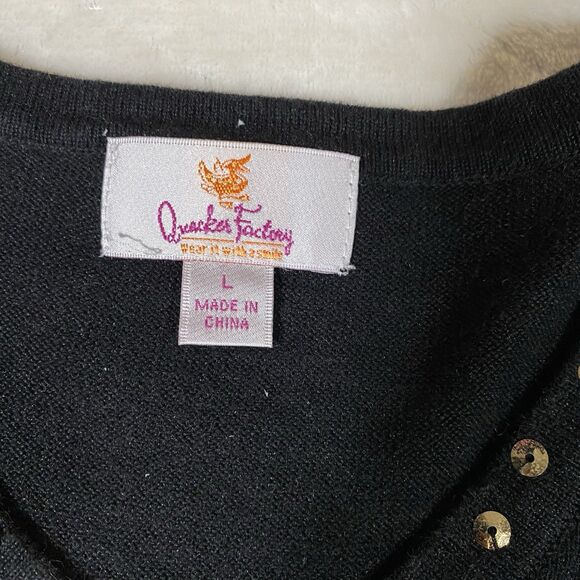 Quacker Factory
Wear it with a smile
L
MADE IN
CHINA